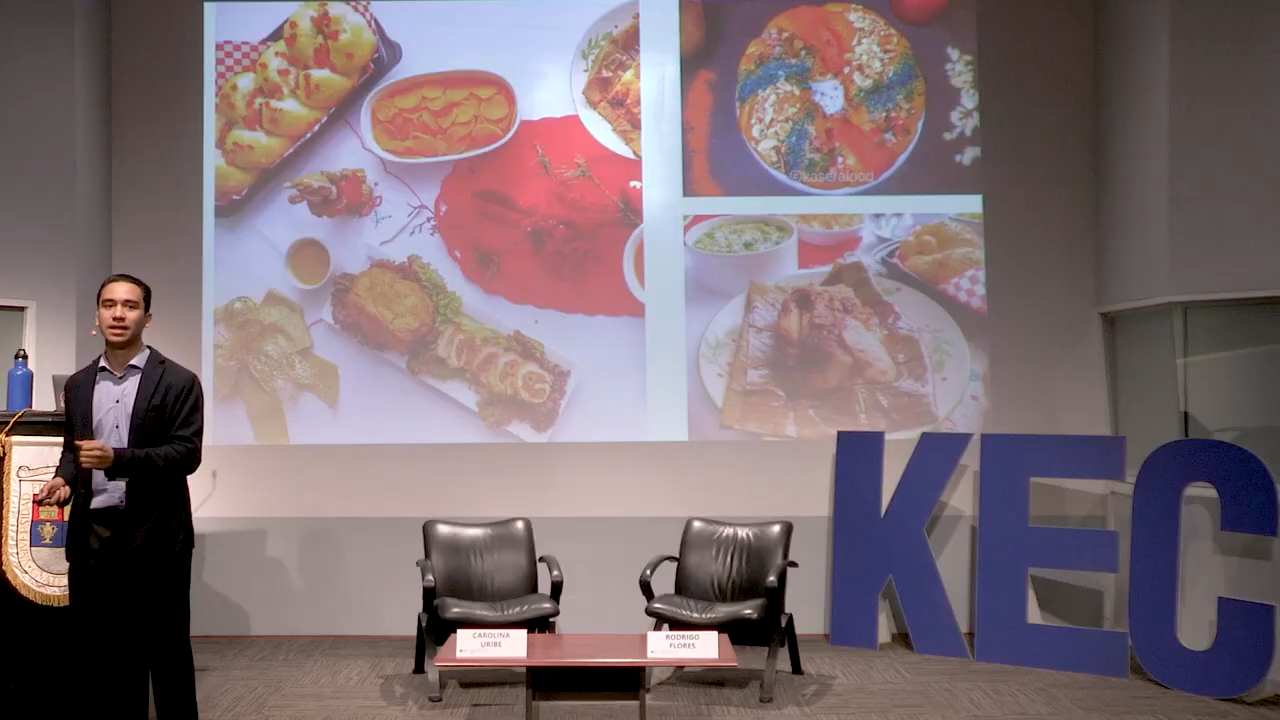 @kaseralood
KEC
CAROLINA
URIBE
RODRIGO
FLORES